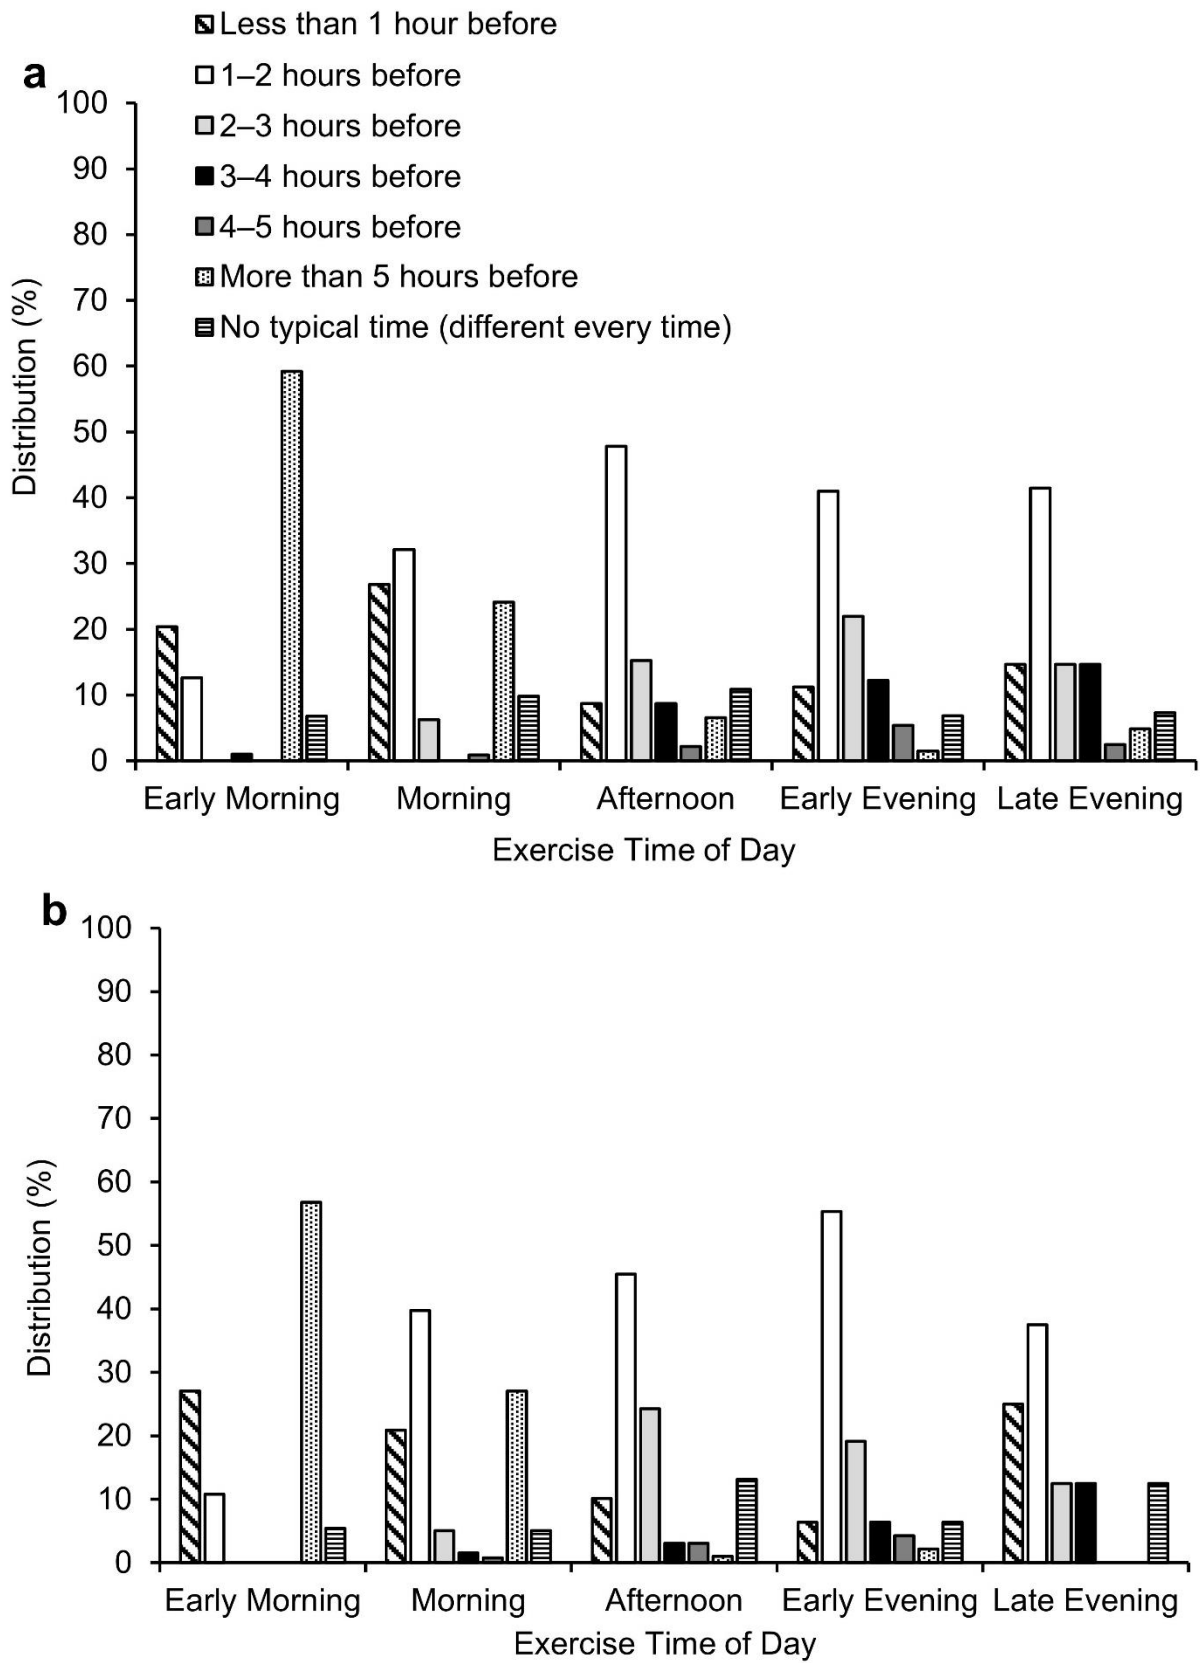 Less than 1 hour before
a
1–2 hours before
100
2–3 hours before
90
3–4 hours before
80
4–5 hours before
70
More than 5 hours before
No typical time (different every time)
60
50
40
30
20
10
0
Distribution (%)
Early Morning Morning Afternoon Early Evening Late Evening
Exercise Time of Day
b
100
90
80
70
60
50
40
30
20
10
0
Distribution (%)
Early Morning Morning Afternoon Early Evening Late Evening
Exercise Time of Day